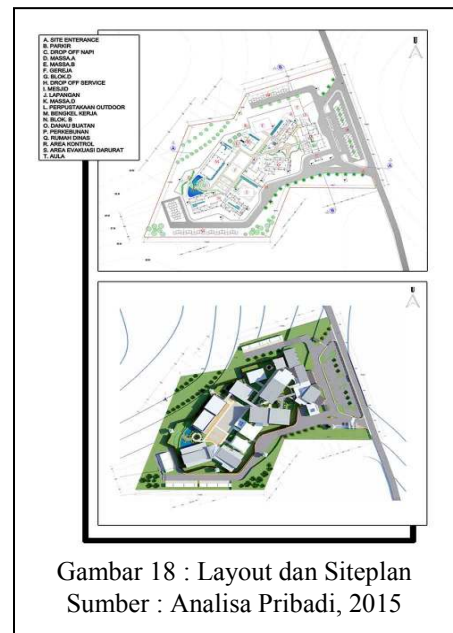 A. SITE ENTERANCE
B. PARKIR
C. DROP OFF NAPI
D. MASSA.A
E. MASSA.B
F. GEREJA
G. BLOK.D
H. DROP OFF SERVICE
I. MESJID
J. LAPANGAN
K. MASSA.D
L. PERPUSTAKAAN OUTDOOR
M. BENGKEL KERJA
N. BLOK. B
O. DANAU BUATAN
P. PERKEBUNAN
Q. RUMAH DINAS
R. AREA KONTROL
S. AREA EVAKUASI DARURAT
T. AULA
U
U
Gambar 18 : Layout dan Siteplan
Sumber : Analisa Pribadi, 2015